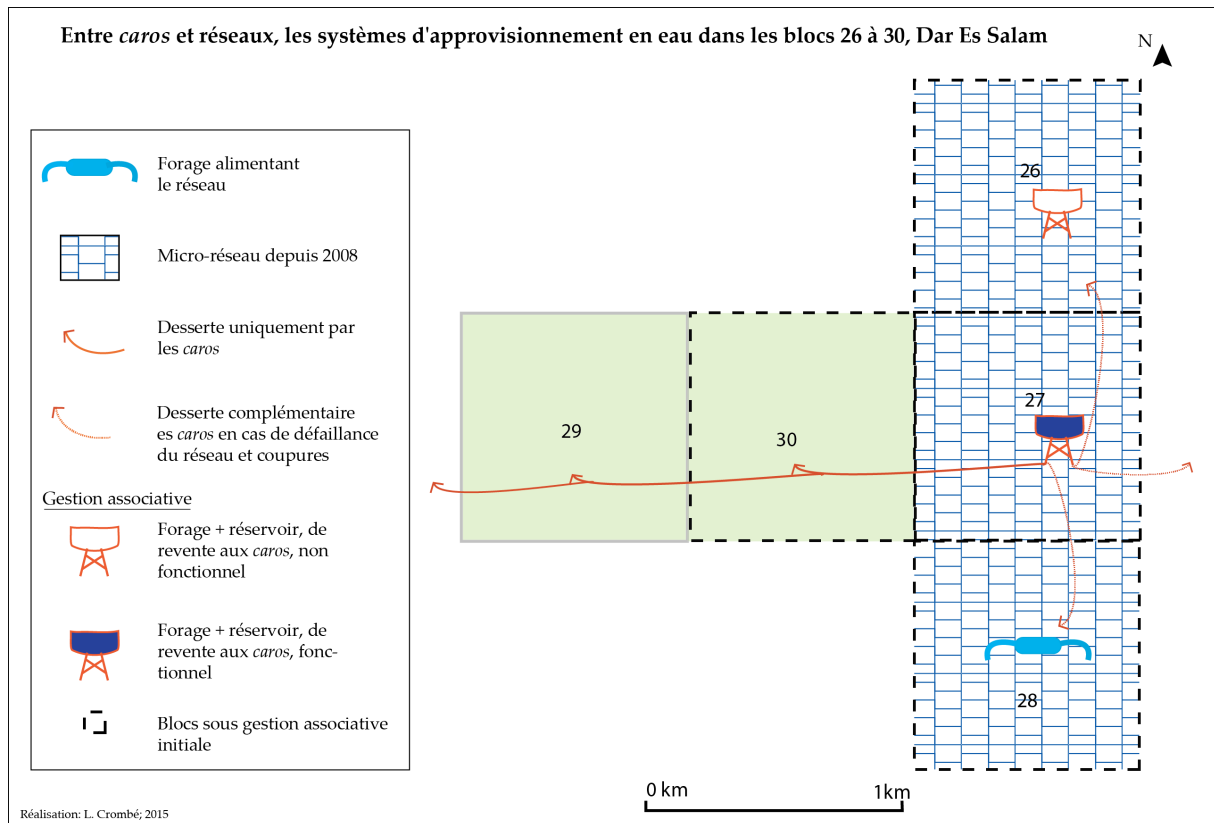 Entre caros et réseaux, les systèmes d'approvisionnement en eau dans les blocs 26 à 30, Dar Es Salam
N
Forage alimentant
le réseau
Micro-réseau depuis 2008
Desserte uniquement par
les caros
Desserte complémentaire
es caros en cas de défaillance
du réseau et coupures
Gestion associative
Forage + réservoir, de
revente aux caros, non
fonctionnel
Forage + réservoir, de
revente aux caros, fonc-
tionnel
Blocs sous gestion associative
initiale
26
27
29
30
28
0 km
1km
Réalisation: L. Crombé; 2015